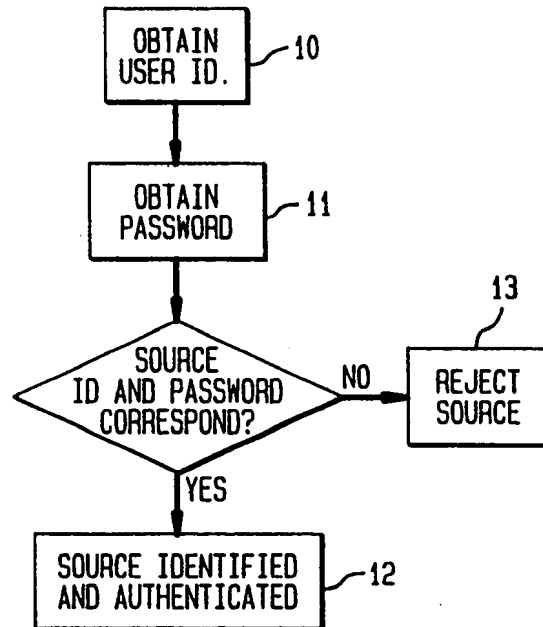 OBTAIN
USER ID.
10
OBTAIN
PASSWORD
11
SOURCE
ID AND PASSWORD
CORRESPOND?
NO
13
REJECT
SOURCE
YES
SOURCE IDENTIFIED
AND AUTHENTICATED
12